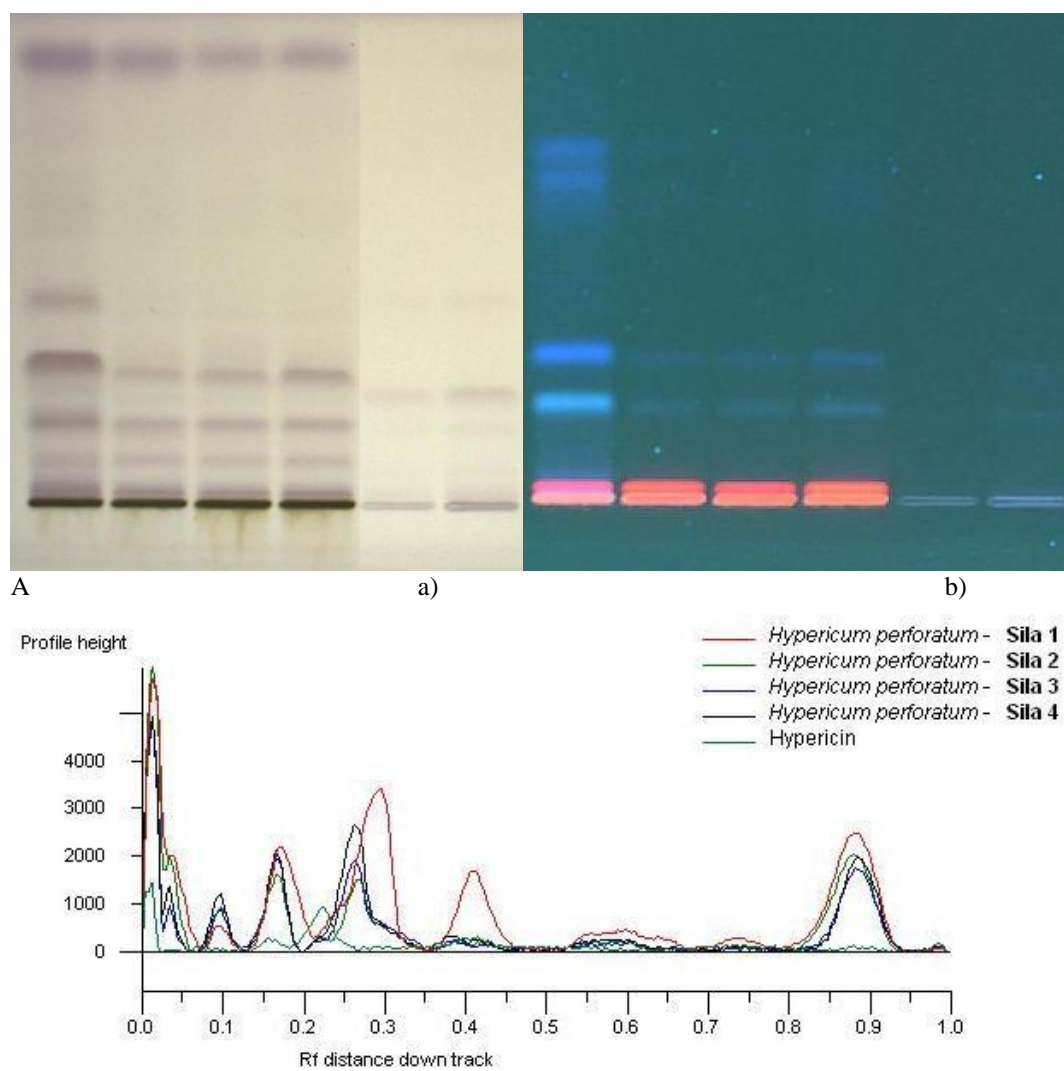 A a) b)
Profile height
Hypericum perforatum - Sila 1
Hypericum perforatum - Sila 2
Hypericum perforatum - Sila 3
Hypericum perforatum - Sila 4
Hypericin
4000
3000
2000
1000
0
0.0 0.1 0.2 0.3 0.4 0.5 0.6 0.7 0.8 0.9 1.0
Rf distance down track